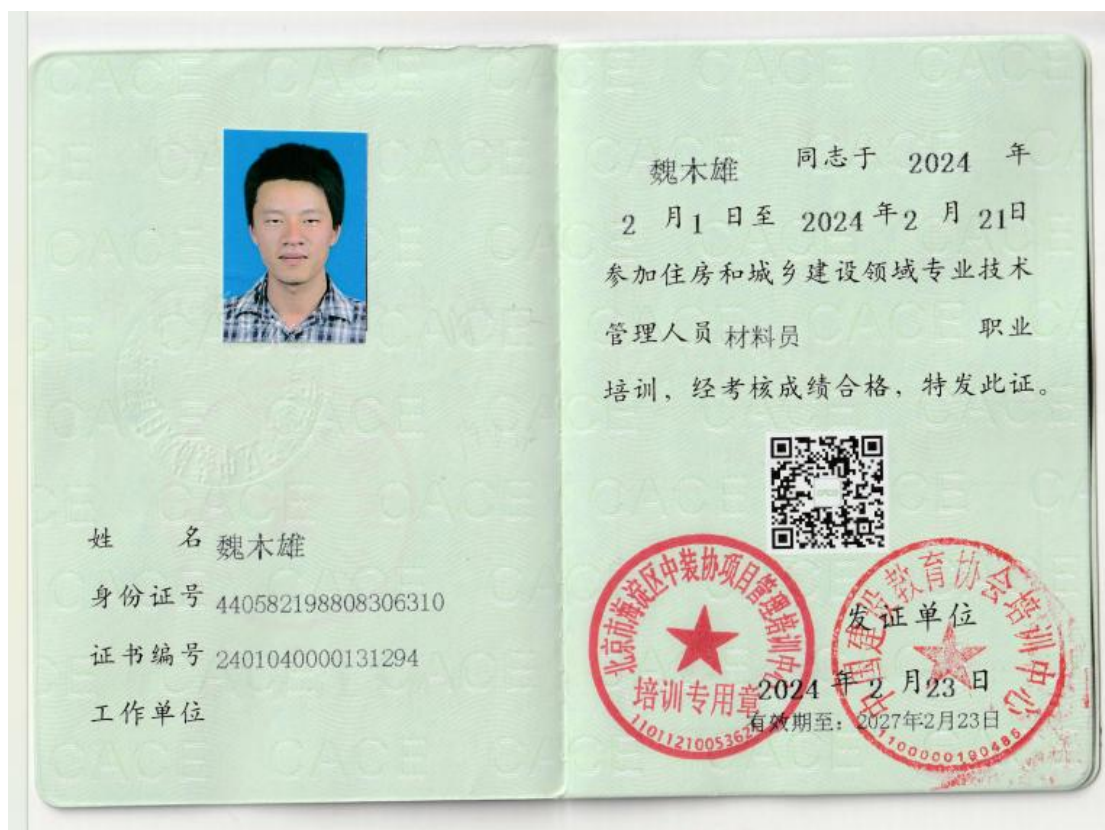 姓 名 魏木雄
身份证号 440582198808306310
证书编号 2401040000131294
工作单位
魏木雄 同志于 2024 年
2 月 1 日至 2024 年 2 月 21日
参加住房和城乡建设领域专业技术
管理人员 材料员 职业
培训，经考核成绩合格，特发此证。
北京市海淀区中装协项目管理培训中心
培训专用章
中国建设教育协会培训中心
1100000190486
发证单位
2024 年 2 月 23 日
有效期至：2027年2月23日
CACE